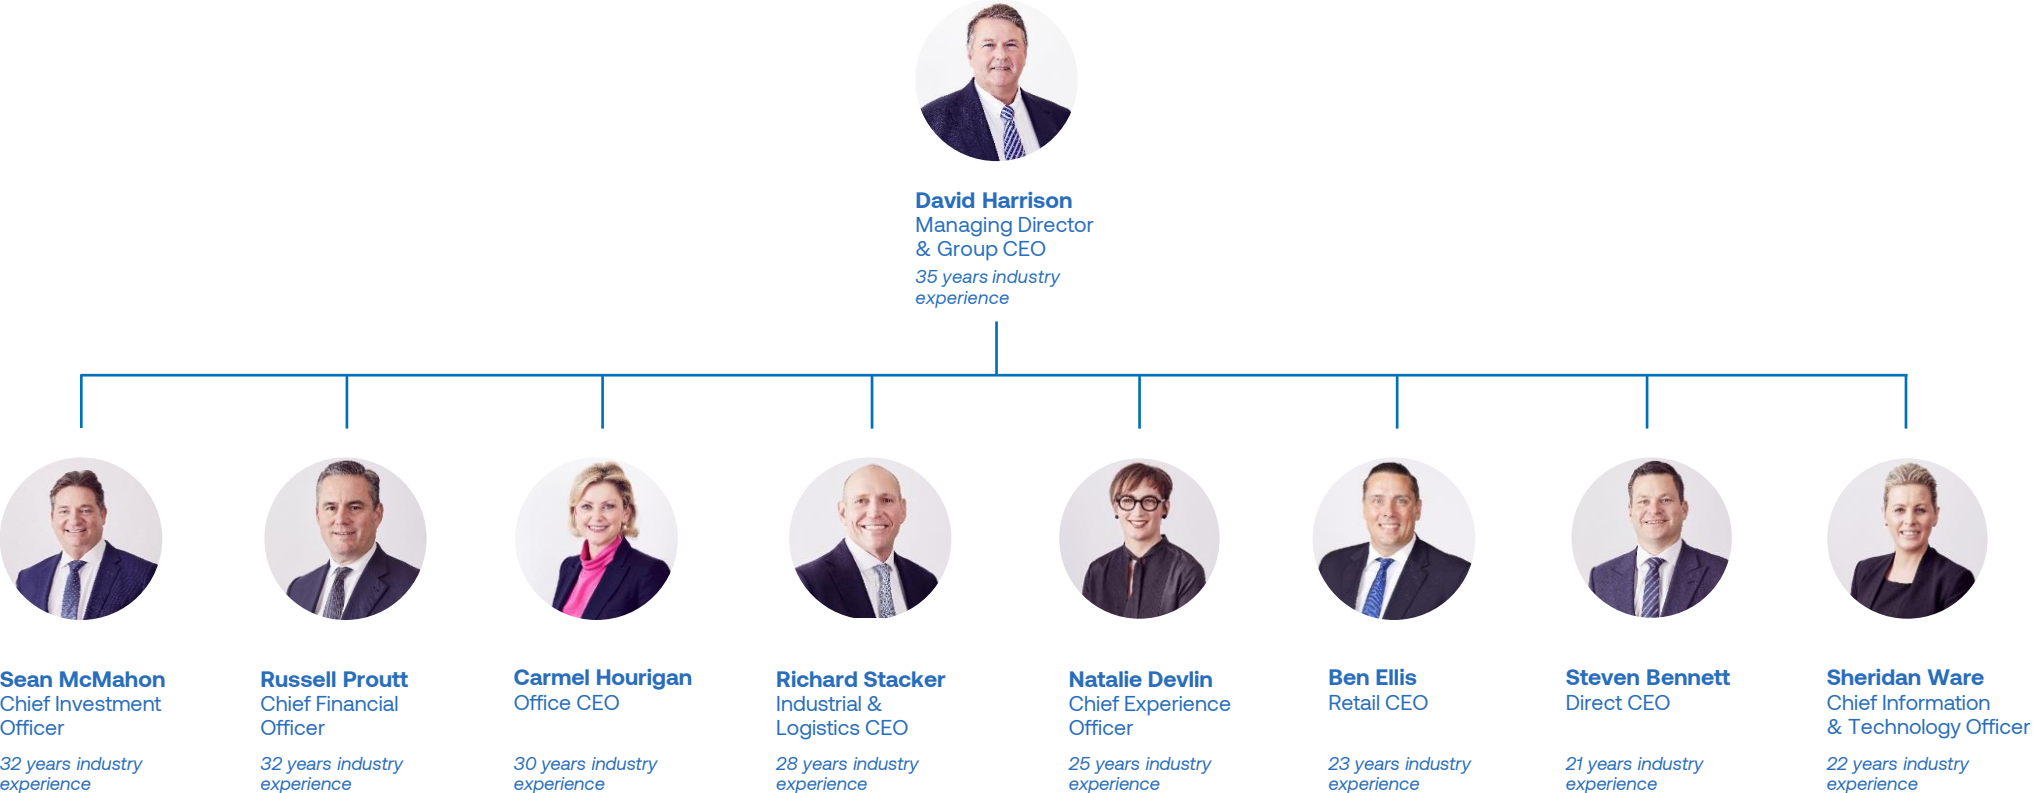 David Harrison
Managing Director
& Group CEO
35 years industry
experience
Sean McMahon
Chief Investment
Officer
32 years industry
experience
Russell Proutt
Chief Financial
Officer
32 years industry
experience
Carmel Hourigan
Office CEO
30 years industry
experience
Richard Stacker
Industrial &
Logistics CEO
28 years industry
experience
Natalie Devlin
Chief Experience
Officer
25 years industry
experience
Ben Ellis
Retail CEO
23 years industry
experience
Steven Bennett
Direct CEO
21 years industry
experience
Sheridan Ware
Chief Information
& Technology Officer
22 years industry
experience